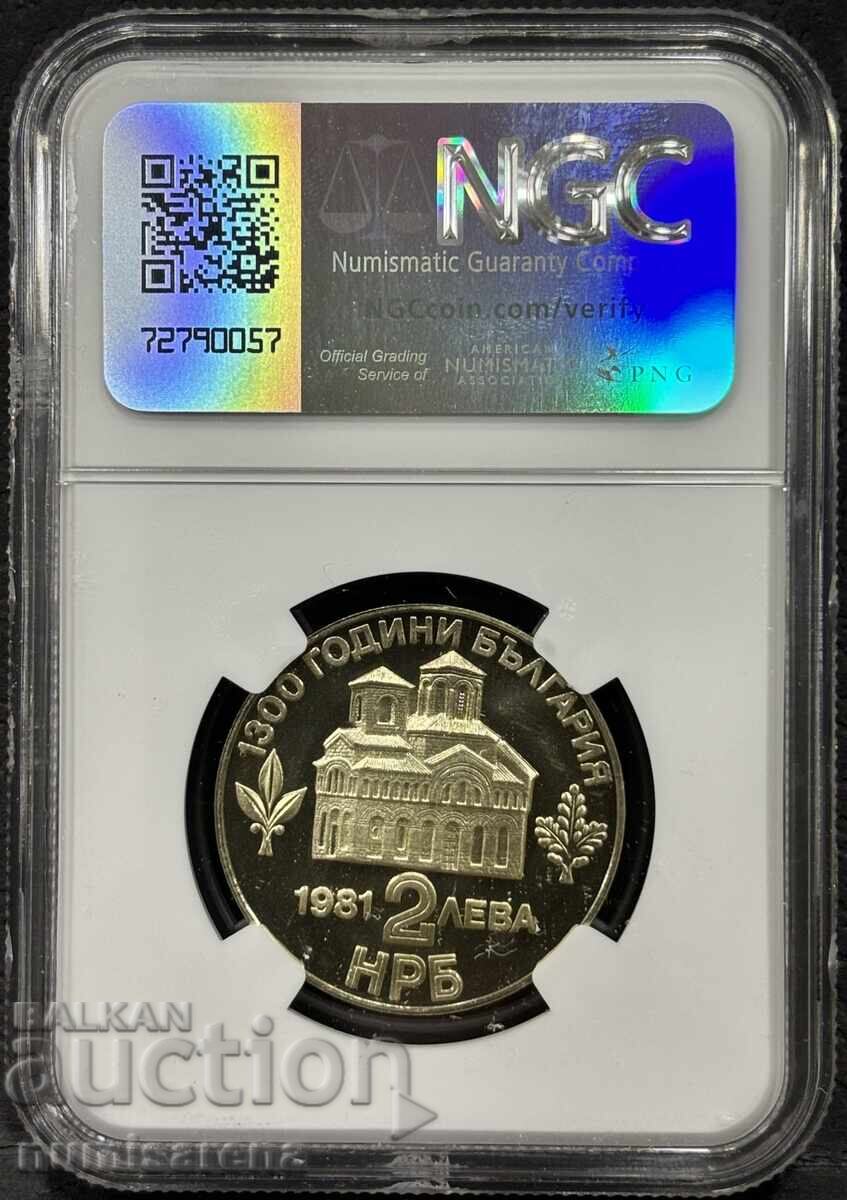 NGC
Numismatic Guaranty Comp
NGCcoin.com/verify
72790057
Official Grading
Service of
AMERICAN
NUMISMATIC
ASSOCIATION
PNG
1300 ГОДИНИ БЪЛГАРИЯ
1981 2 ЛЕВА
НРБ
BALKAN
auction
numisarena